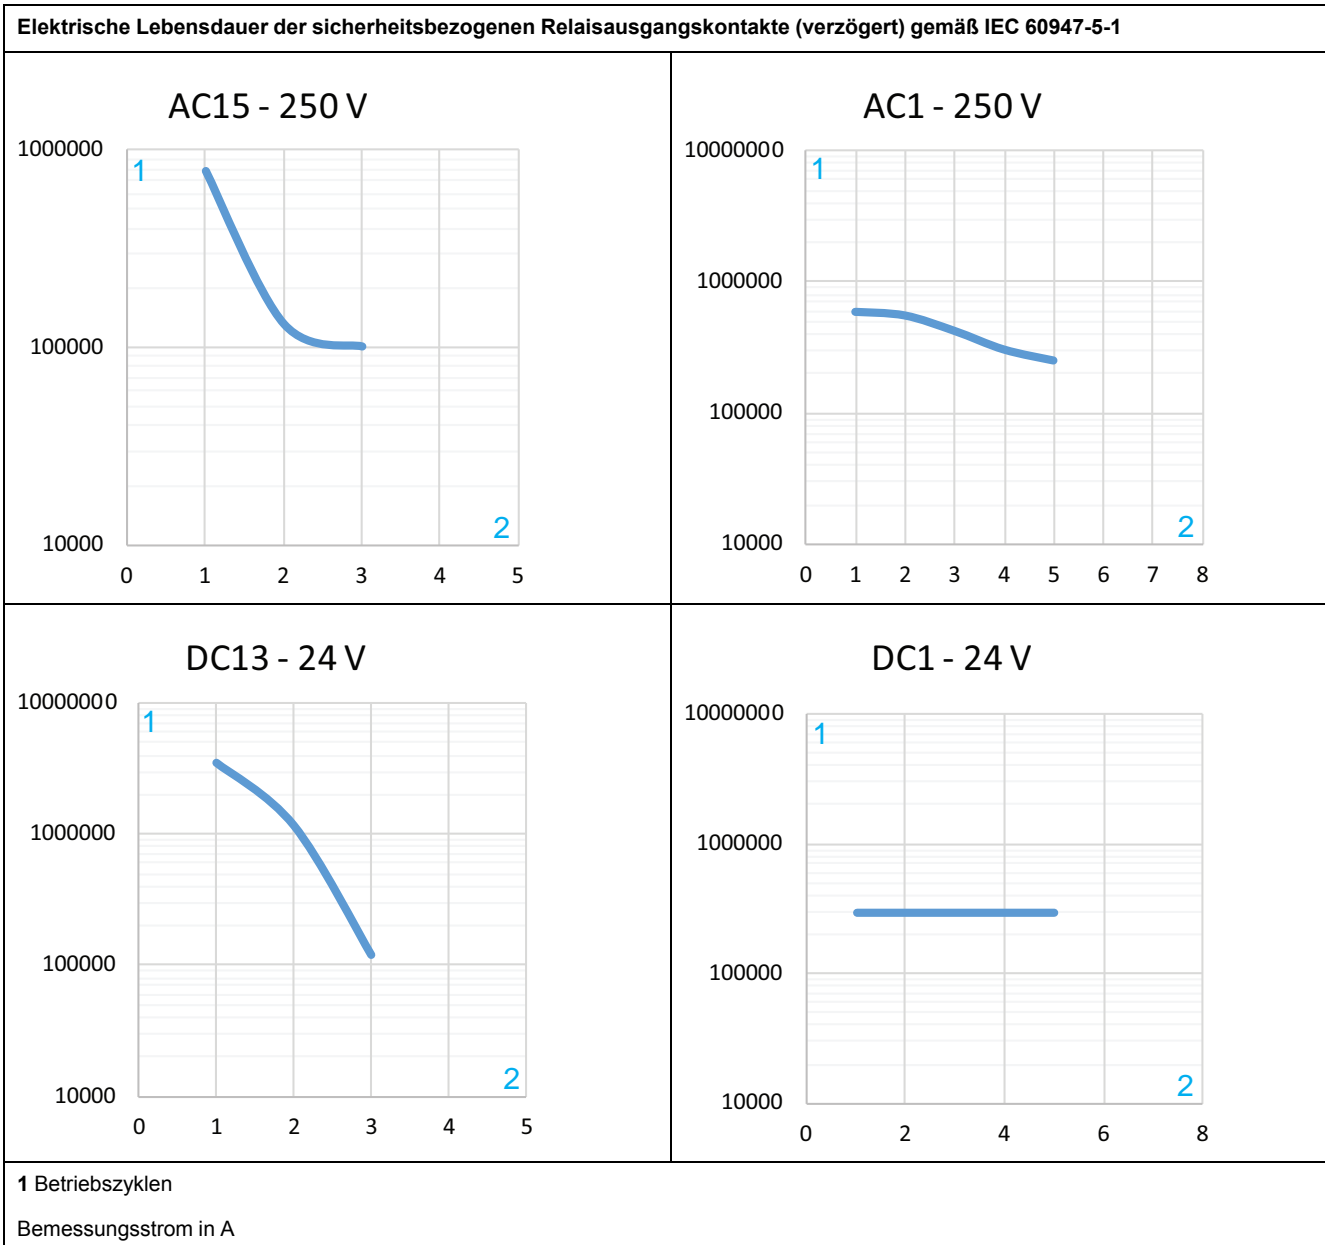 Elektrische Lebensdauer der sicherheitsbezogenen Relaisausgangskontakte (verzögert) gemäß IEC 60947-5-1
AC15 - 250 V
1000000
1
100000
10000
2
0 1 2 3 4 5
AC1 - 250 V
10000000
1
1000000
100000
10000
2
0 1 2 3 4 5 6 7 8
DC13 - 24 V
10000000
1
1000000
100000
10000
2
0 1 2 3 4 5
DC1 - 24 V
10000000
1
1000000
100000
10000
2
0 2 4 6 8
1 Betriebszyklen
Bemessungsstrom in A